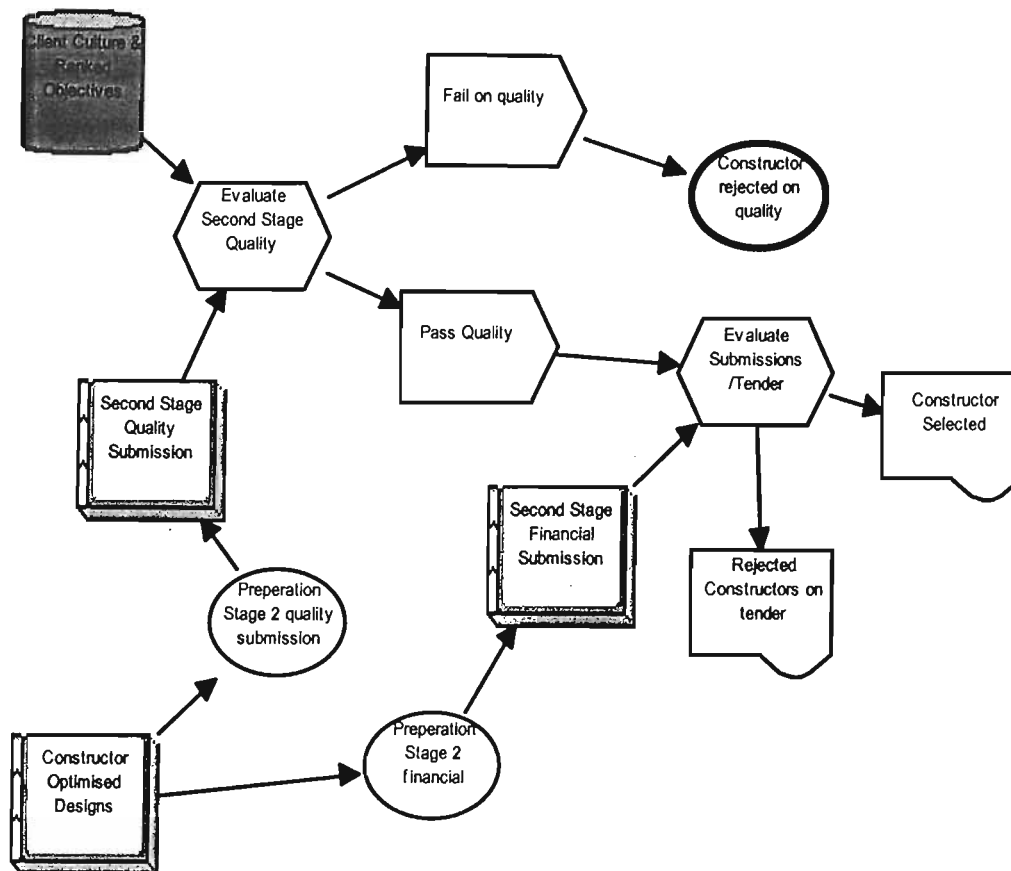 Client Culture &
Ranked
Objectives
Fail on quality
Constructor
rejected on
quality
Evaluate
Second Stage
Quality
Pass Quality
Evaluate
Submissions
/Tender
Constructor
Selected
Second Stage
Quality
Submission
Second Stage
Financial
Submission
Rejected
Constructors on
tender
Preperation
Stage 2 quality
submission
Preperation
Stage 2
financial
Constructor
Optimised
Designs